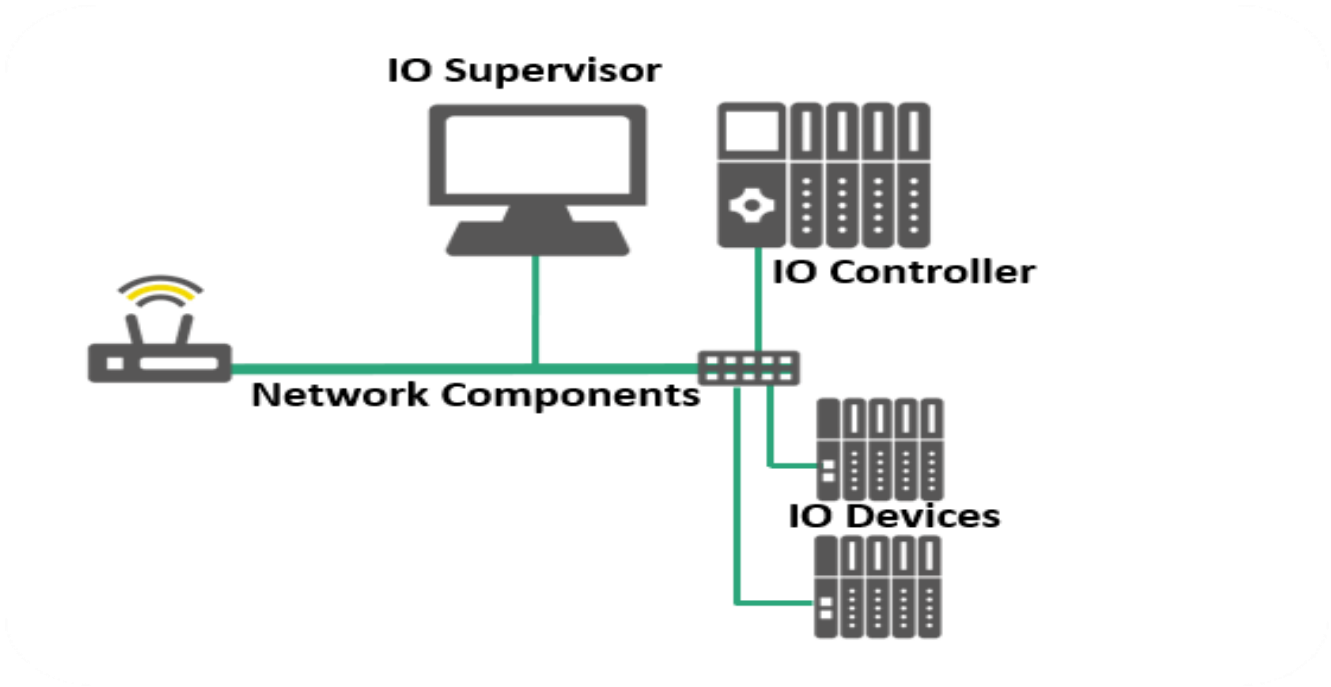 IO Supervisor
IO Controller
Network Components
IO Devices